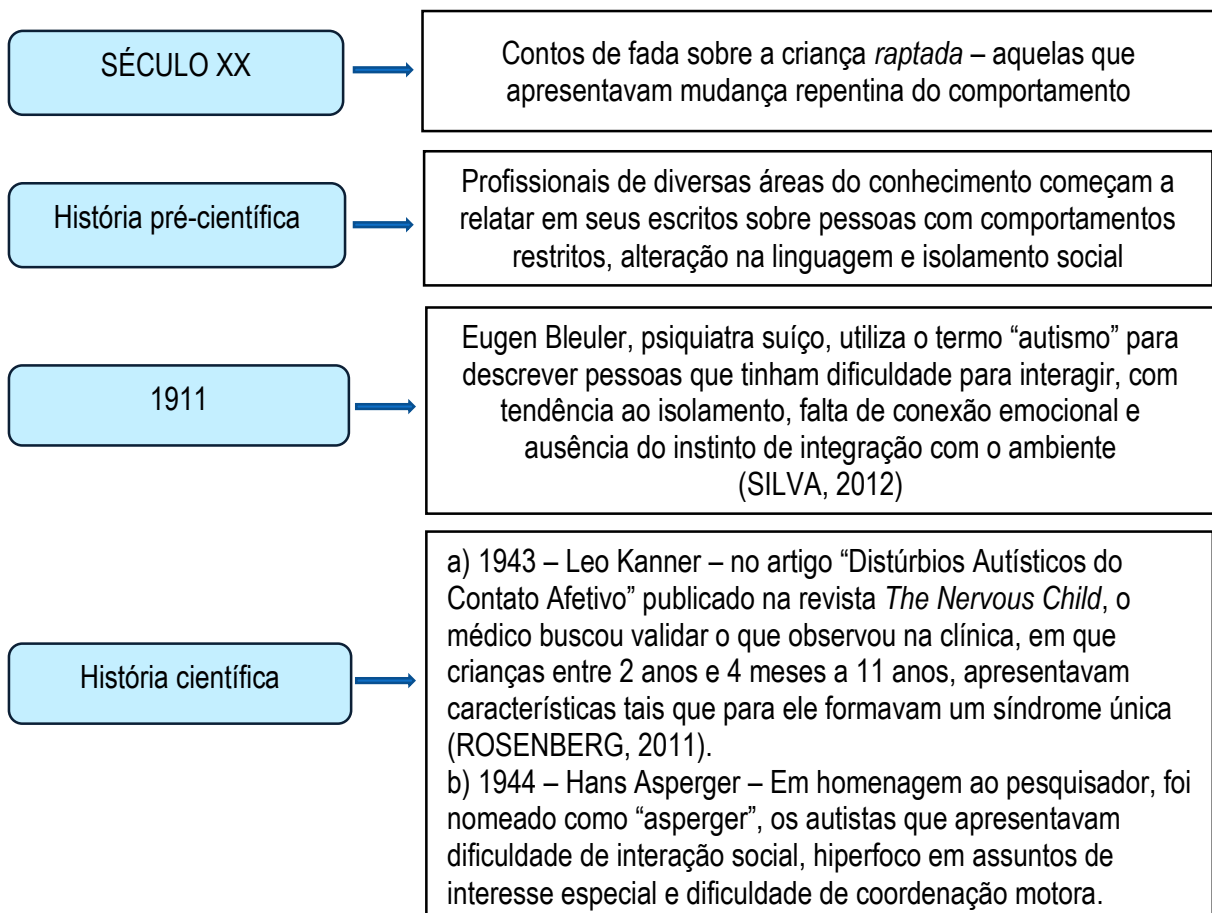 SÉCULO XX
Contos de fada sobre a criança raptada – aquelas que
apresentavam mudança repentina do comportamento
História pré-científica
Profissionais de diversas áreas do conhecimento começam a
relatar em seus escritos sobre pessoas com comportamentos
restritos, alteração na linguagem e isolamento social
1911
Eugen Bleuler, psiquiatra suíço, utiliza o termo “autismo” para
descrever pessoas que tinham dificuldade para interagir, com
tendência ao isolamento, falta de conexão emocional e
ausência do instinto de integração com o ambiente
(SILVA, 2012)
História científica
a) 1943 – Leo Kanner – no artigo “Distúrbios Autísticos do
Contato Afetivo” publicado na revista The Nervous Child, o
médico buscou validar o que observou na clínica, em que
crianças entre 2 anos e 4 meses a 11 anos, apresentavam
características tais que para ele formavam um síndrome única
(ROSENBERG, 2011).
b) 1944 – Hans Asperger – Em homenagem ao pesquisador, foi
nomeado como “asperger”, os autistas que apresentavam
dificuldade de interação social, hiperfoco em assuntos de
interesse especial e dificuldade de coordenação motora.